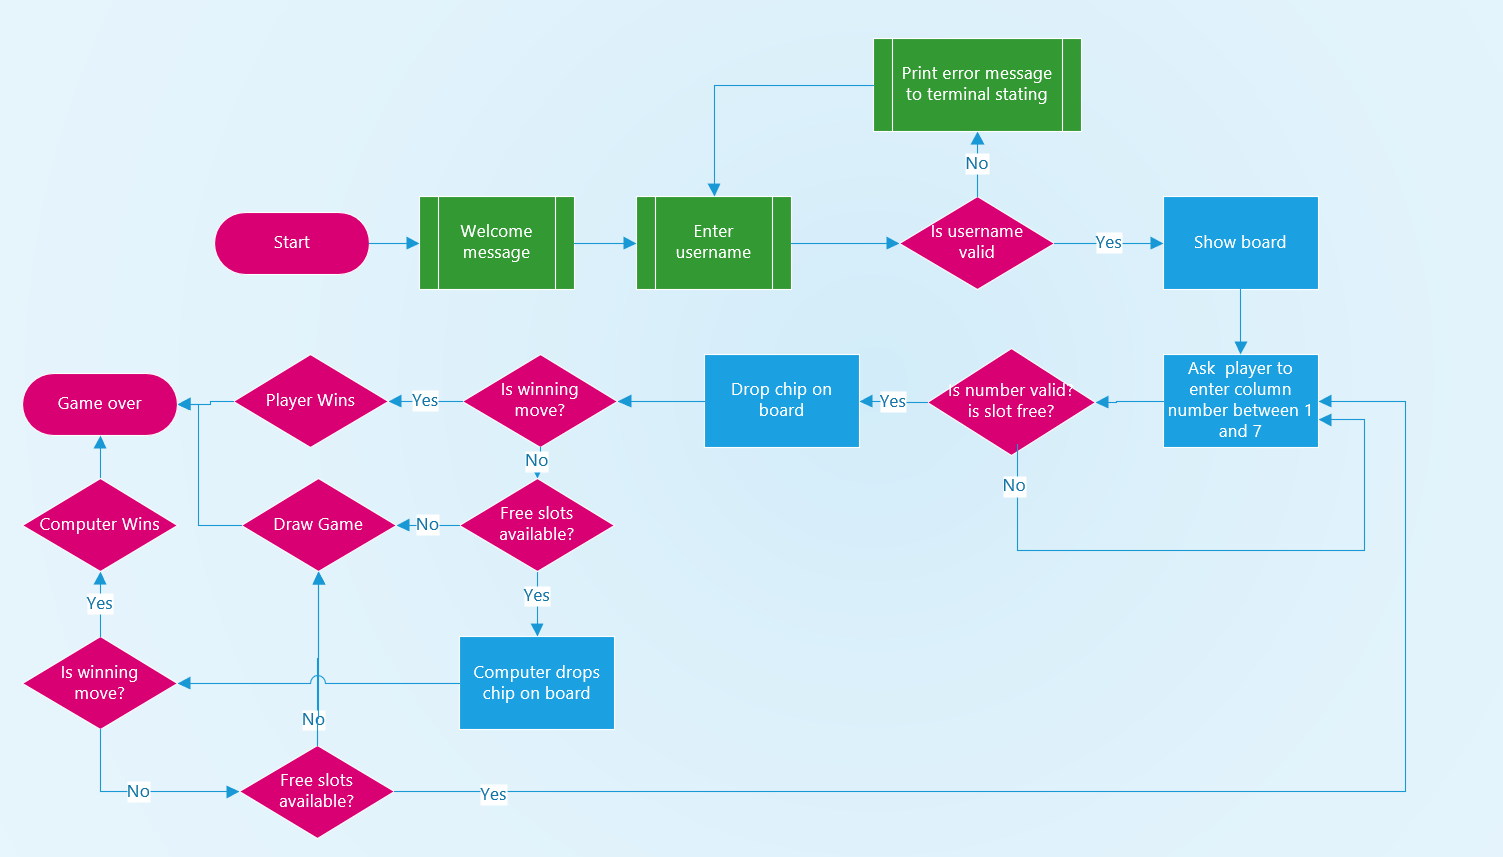 Print error message
to terminal stating
No
Start
Welcome
message
Enter
username
Is username
valid
Yes
Show board
Game over
Player Wins
Yes
Is winning
move?
Drop chip on
board
Yes
Is number valid?
is slot free?
Ask player to
enter column
number between 1
and 7
No
No
Computer Wins
Draw Game
No
Free slots
available?
Yes
Yes
Is winning
move?
Computer drops
chip on board
No
No
Free slots
available?
Yes